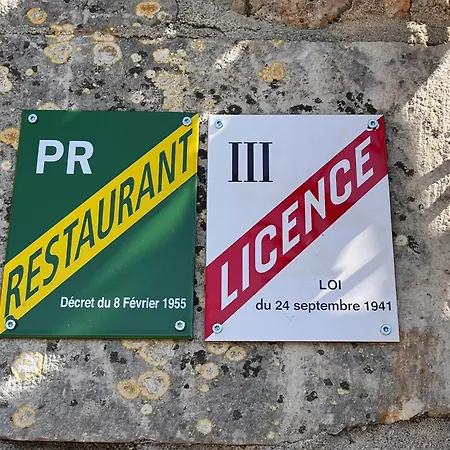 PR
RESTAURANT
Décret du 8 Février 1955
III
LICENCE
LOI
du 24 septembre 1941